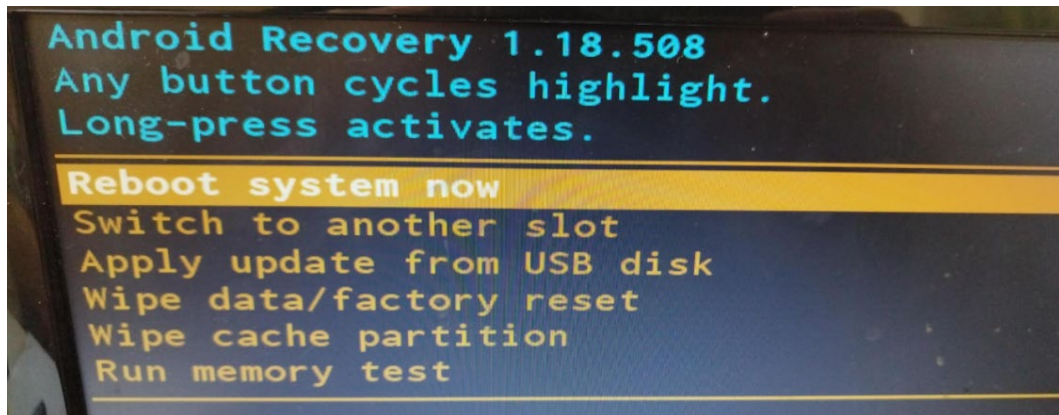 Android Recovery 1.18.508
Any button cycles highlight.
Long-press activates.
Reboot system now
Switch to another slot
Apply update from USB disk
Wipe data/factory reset
Wipe cache partition
Run memory test